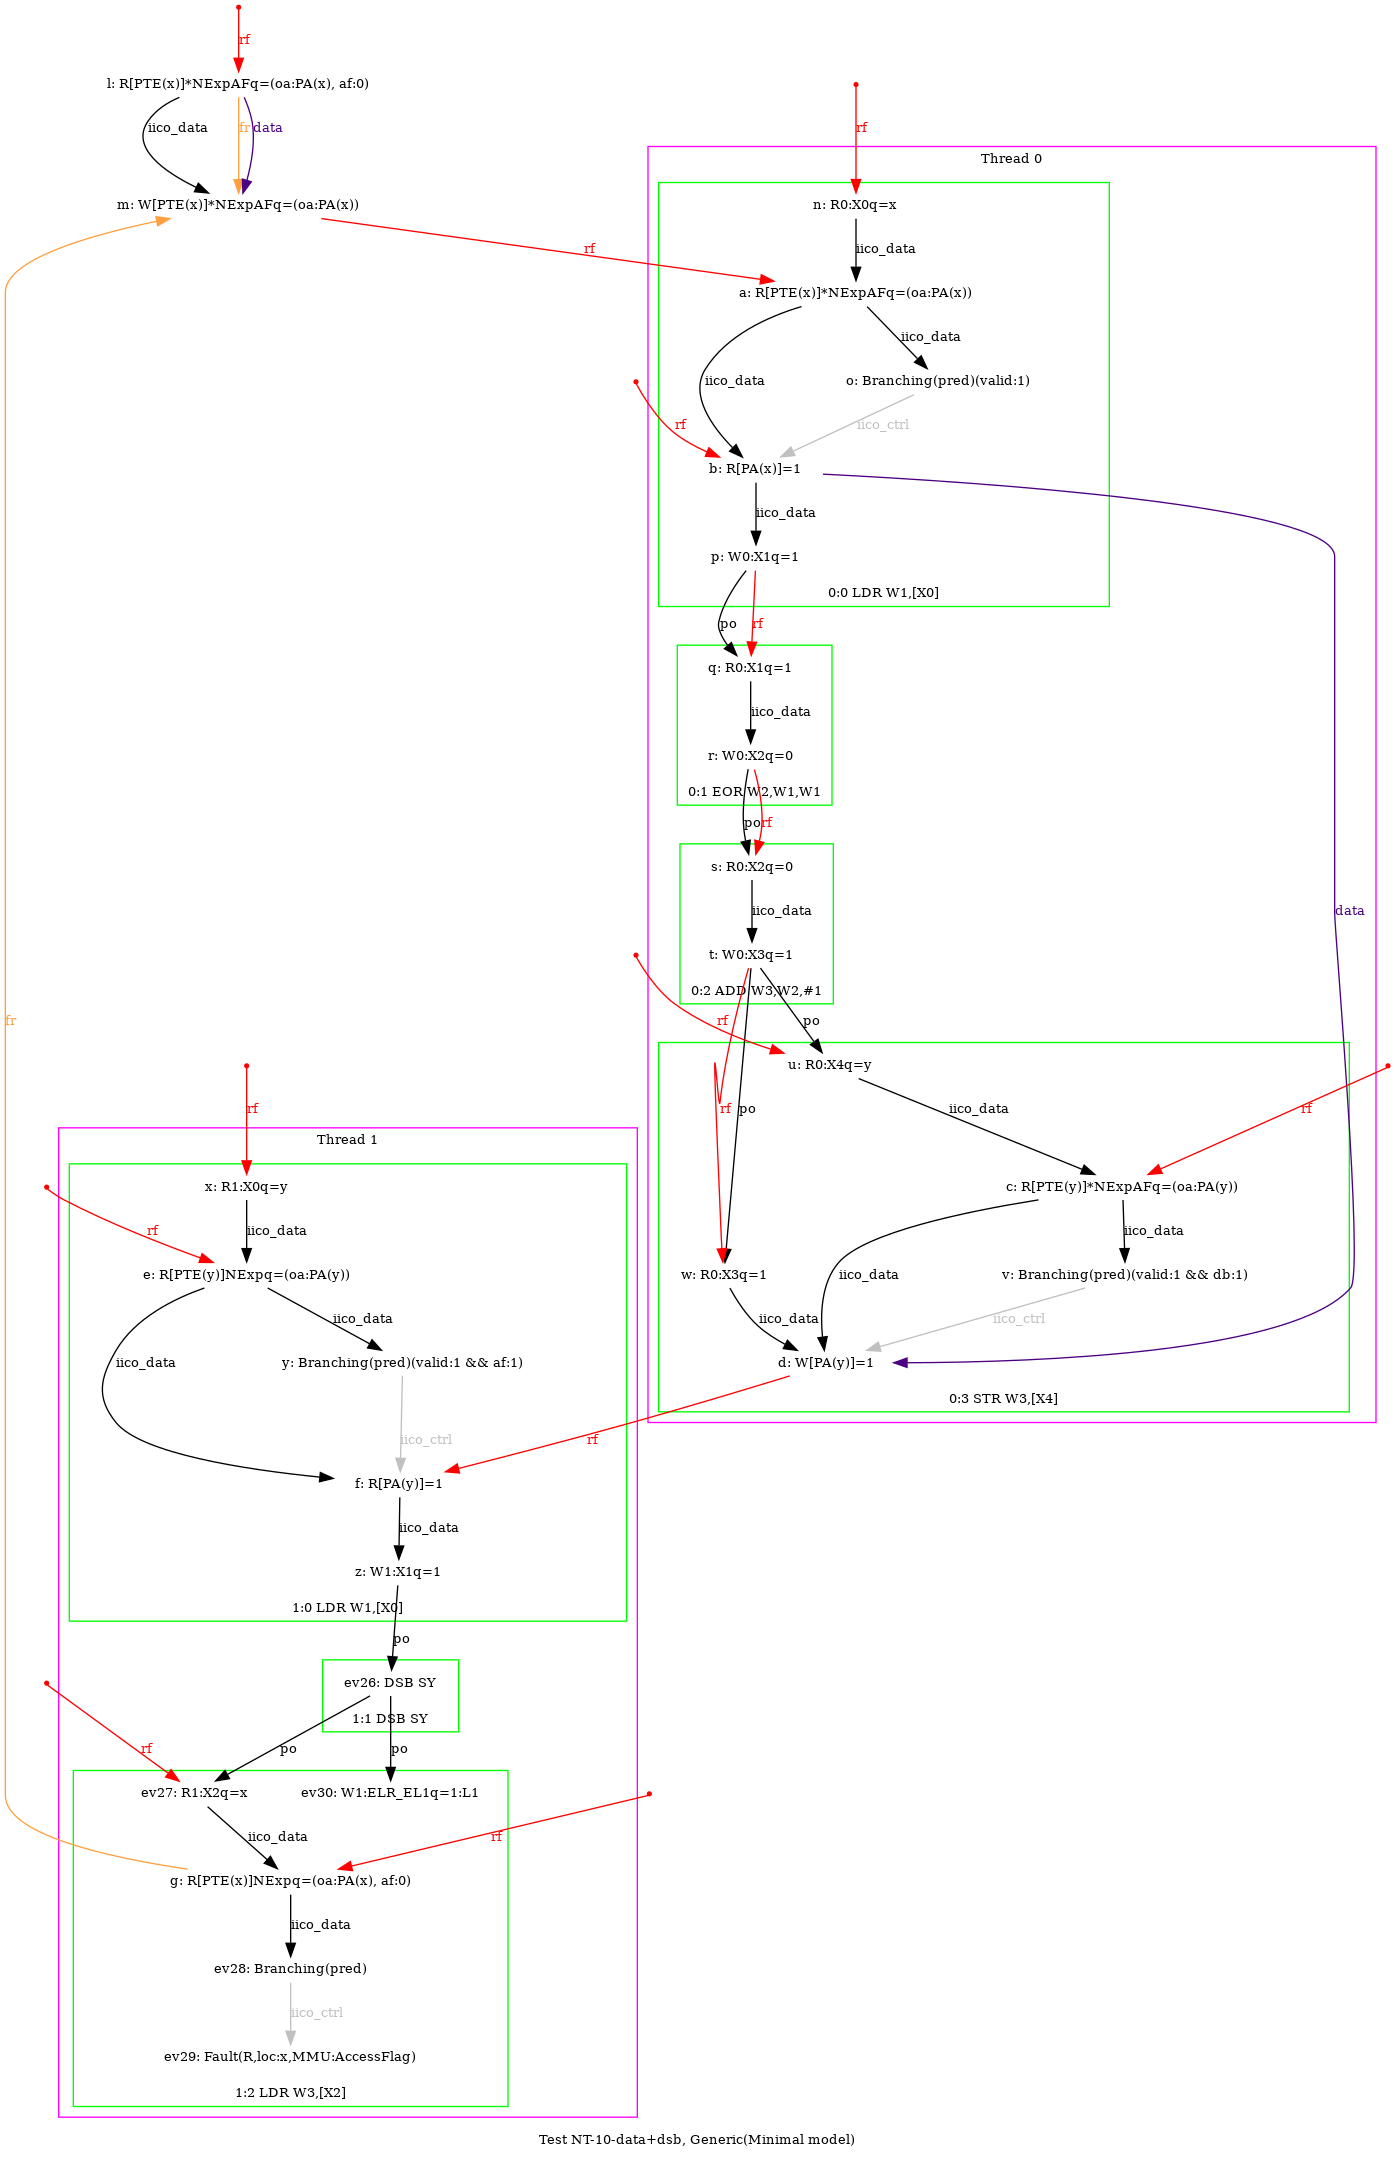 rf
l: R[PTE(x)]*NExpAFq=(oa:PA(x), af:0)
rf
iico_data
fr
data
Thread 0
m: W[PTE(x)]*NExpAFq=(oa:PA(x))
n: R0:X0q=x
rf
iico_data
a: R[PTE(x)]*NExpAFq=(oa:PA(x))
iico_data
iico_data
o: Branching(pred)(valid:1)
rf
iico_ctrl
b: R[PA(x)]=1
iico_data
p: W0:X1q=1
0:0 LDR W1,[X0]
po
rf
q: R0:X1q=1
iico_data
r: W0:X2q=0
0:1 EOR W2,W1,W1
po
rf
s: R0:X2q=0
iico_data
data
t: W0:X3q=1
0:2 ADD W3,W2,#1
fr
rf
po
u: R0:X4q=y
rf
rf
po
iico_data
rf
Thread 1
x: R1:X0q=y
c: R[PTE(y)]*NExpAFq=(oa:PA(y))
rf
iico_data
iico_data
e: R[PTE(y)]NExpq=(oa:PA(y))
w: R0:X3q=1
iico_data
v: Branching(pred)(valid:1 && db:1)
iico_data
iico_data
iico_data
iico_ctrl
y: Branching(pred)(valid:1 && af:1)
d: W[PA(y)]=1
0:3 STR W3,[X4]
iico_ctrl
rf
f: R[PA(y)]=1
iico_data
z: W1:X1q=1
1:0 LDR W1,[X0]
po
ev26: DSB SY
1:1 DSB SY
rf
po
po
ev27: R1:X2q=x
ev30: W1:ELR_EL1q=1:L1
iico_data
rf
g: R[PTE(x)]NExpq=(oa:PA(x), af:0)
iico_data
ev28: Branching(pred)
iico_ctrl
ev29: Fault(R,loc:x,MMU:AccessFlag)
1:2 LDR W3,[X2]
Test NT-10-data+dsb, Generic(Minimal model)